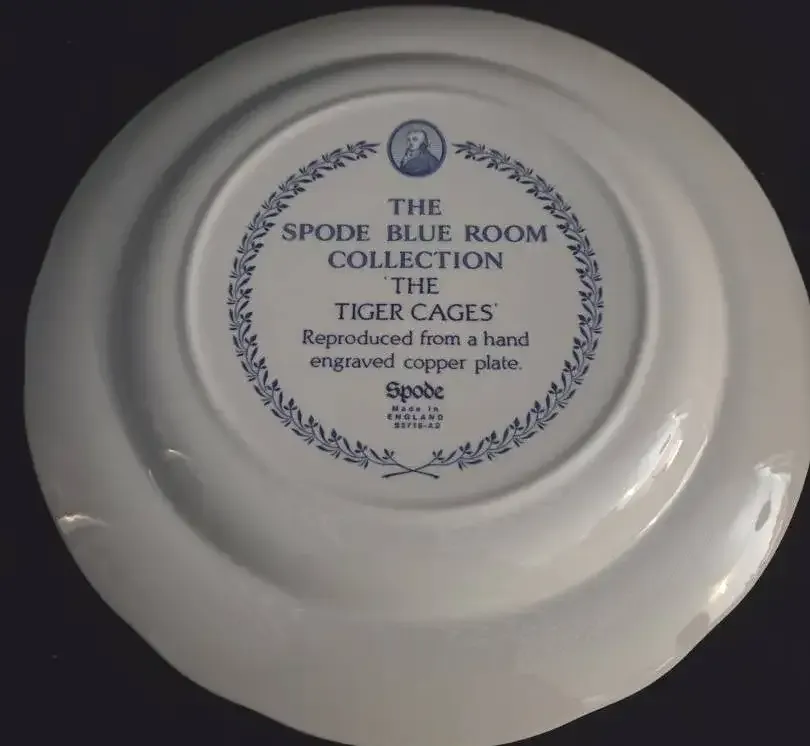 THE
SPODE BLUE ROOM
COLLECTION
'THE
TIGER CAGES'
Reproduced from a hand
engraved copper plate.
Spode
Made in
ENGLAND